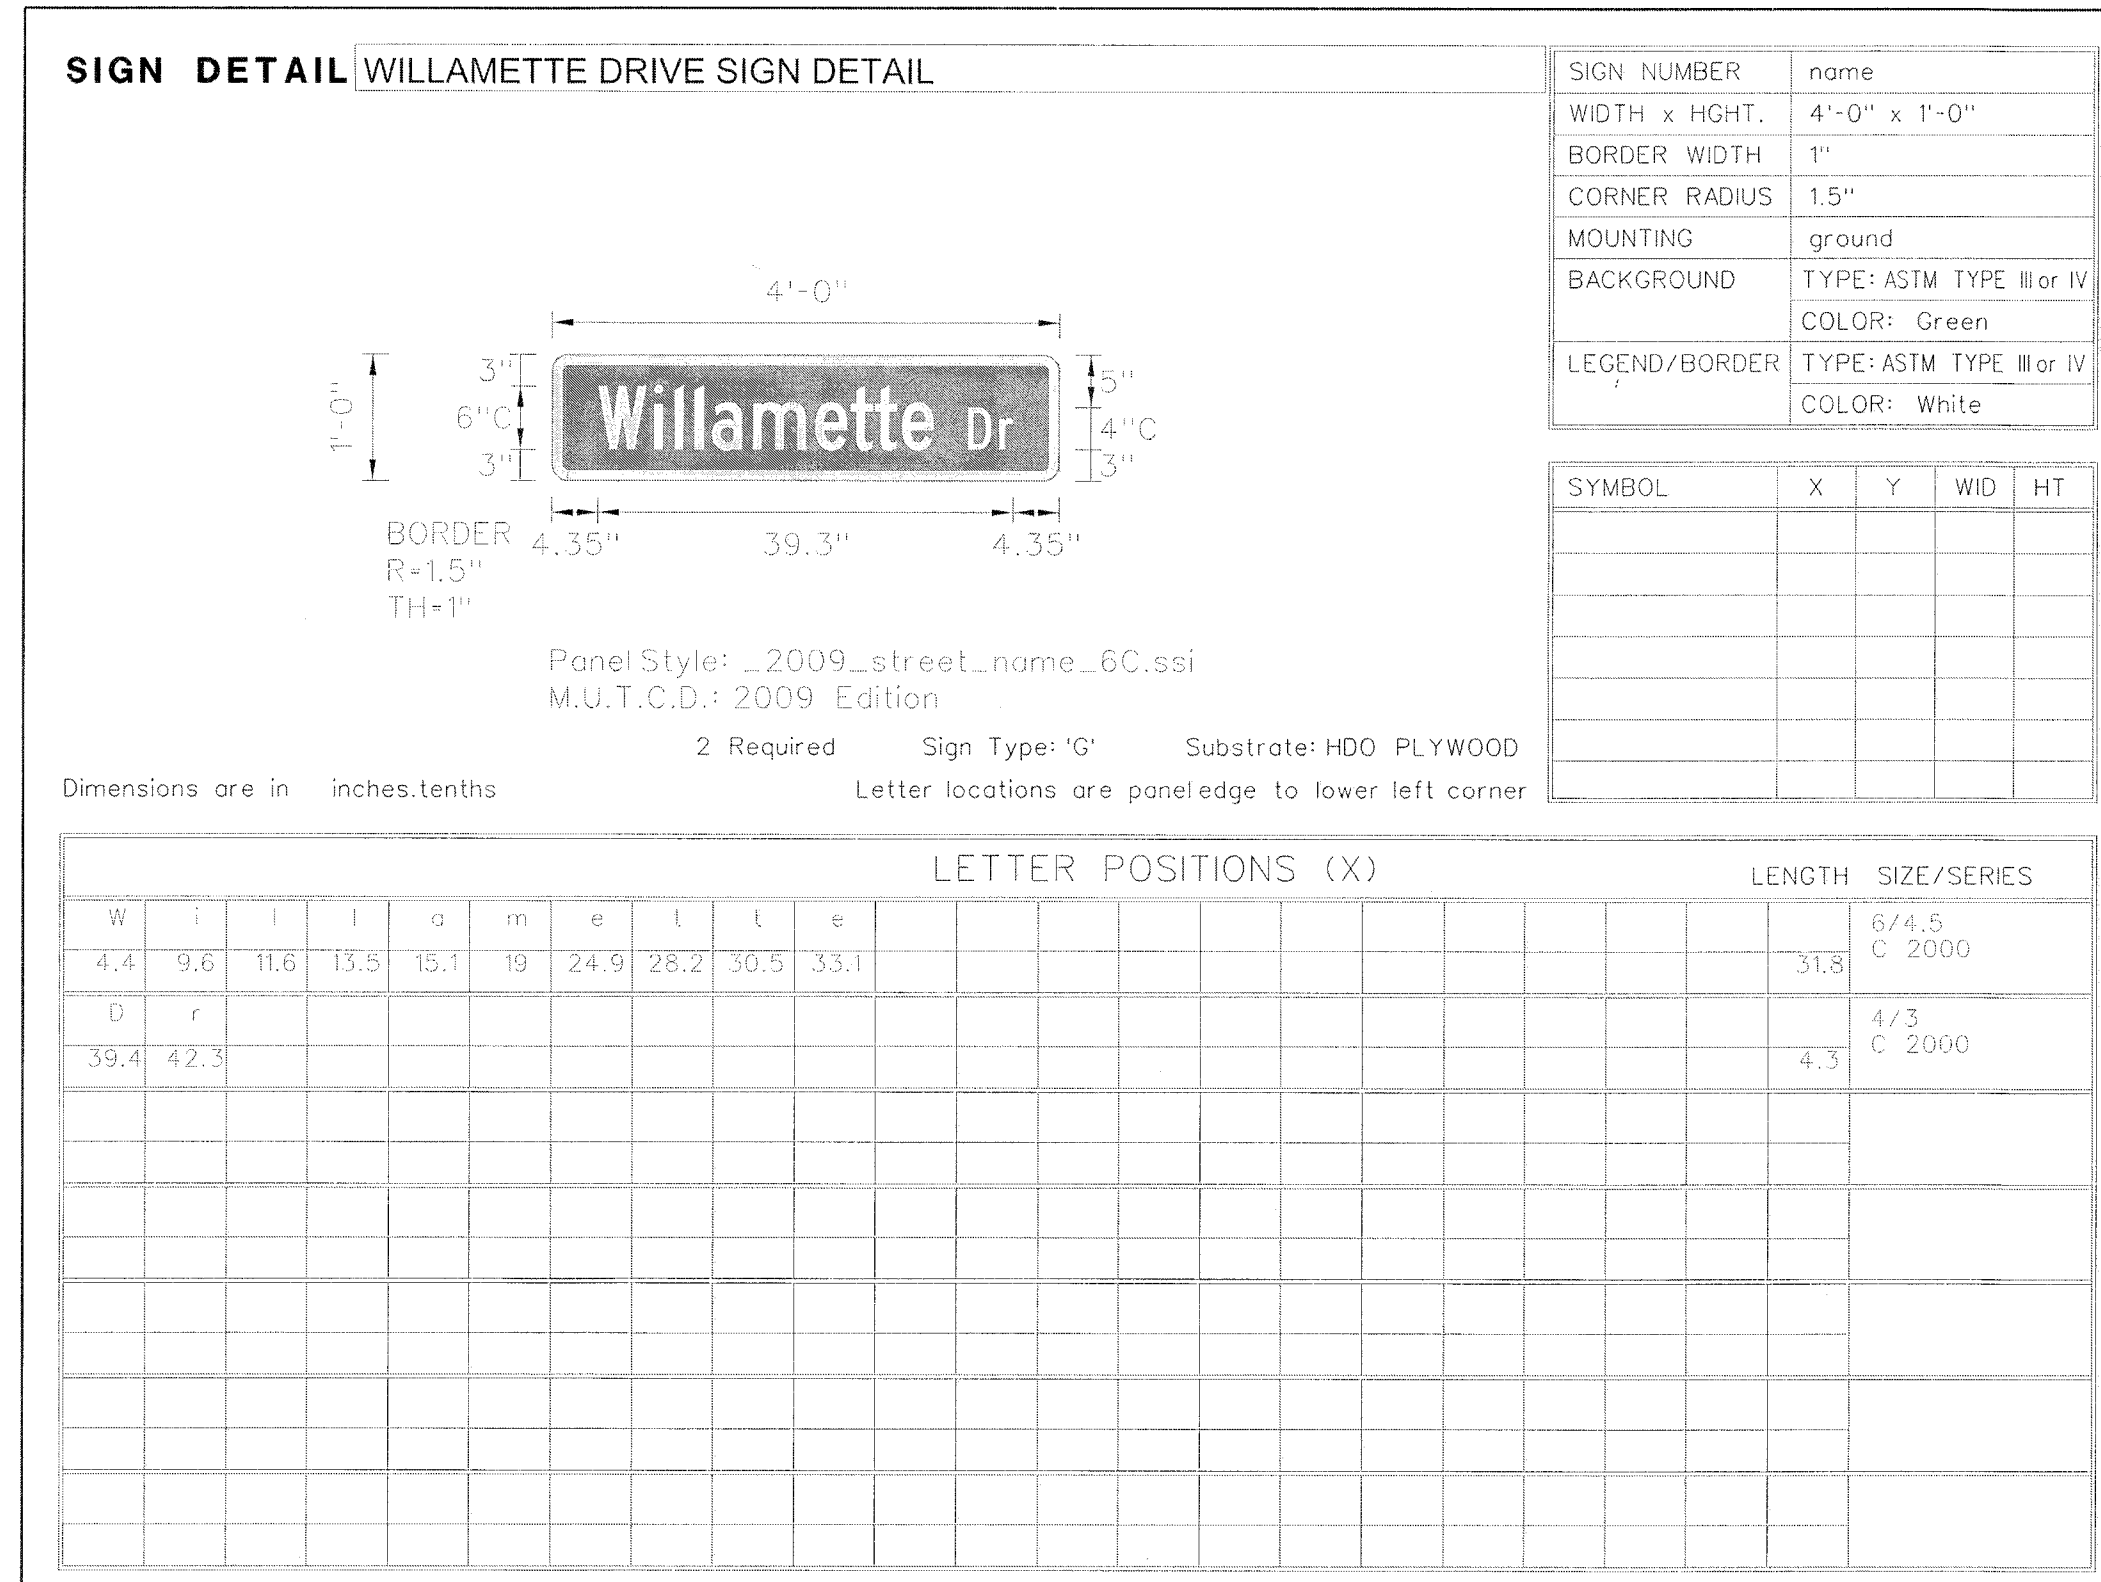 SIGN DETAIL WILLAMETTE DRIVE SIGN DETAIL
SIGN NUMBER name
WIDTH x HGHT. 4'-0" x 1'-0"
BORDER WIDTH 1"
CORNER RADIUS 1.5"
MOUNTING ground
BACKGROUND TYPE: ASTM TYPE III or IV
COLOR: Green
LEGEND/BORDER TYPE: ASTM TYPE III or IV
COLOR: White
4'-0"
1'-0"
3"
6"C
3"
Willamette Dr
5"
4"C
3"
4.35" 39.3" 4.35"
BORDER
R=1.5"
TH=1"
Panel Style: _2009_street_name_6C.ssi
M.U.T.C.D.: 2009 Edition
2 Required Sign Type: 'G' Substrate: HDO PLYWOOD
Dimensions are in inches.tenths Letter locations are panel edge to lower left corner
SYMBOL X Y WID HT
LETTER POSITIONS (X) LENGTH SIZE/SERIES
W i l l a m e t t e 6/4.5
4.4 9.6 11.6 13.5 15.1 19 24.9 28.2 30.5 33.1 31.8 C 2000
D r 4/3
39.4 42.3 4.3 C 2000